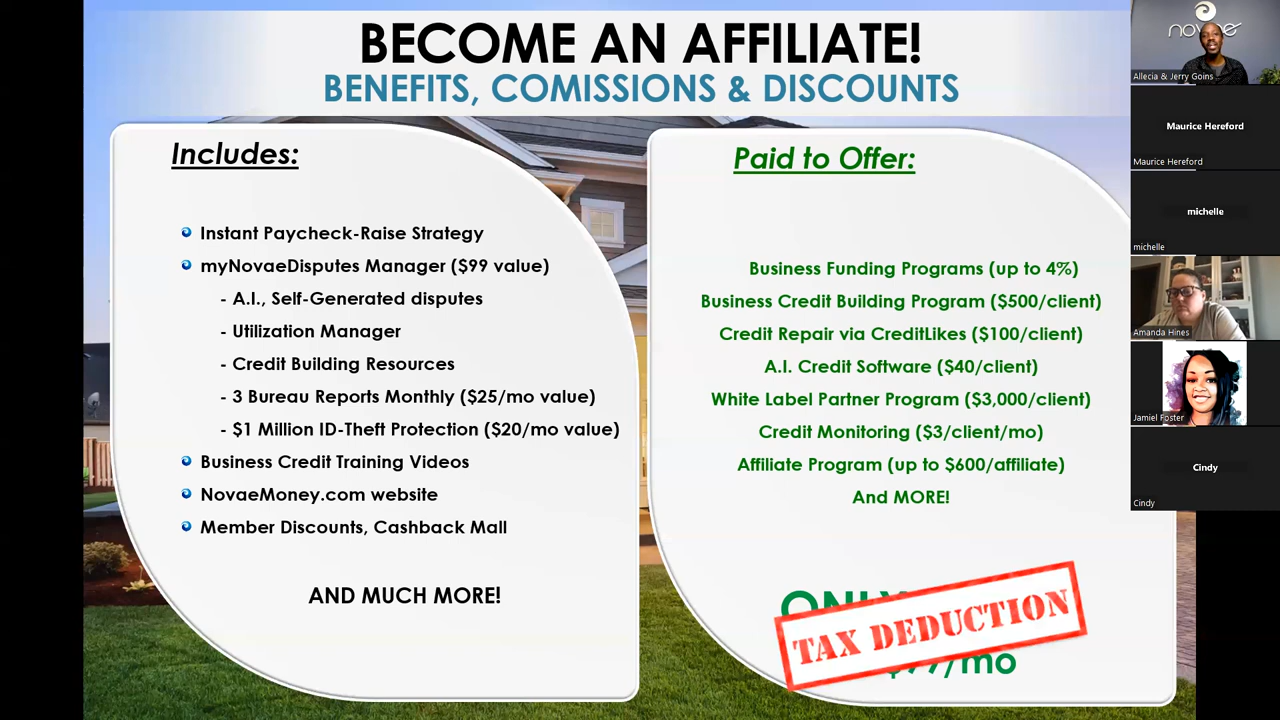 BECOME AN AFFILIATE!
BENEFITS, COMISSIONS & DISCOUNTS
Includes:
Instant Paycheck-Raise Strategy
myNovaeDisputes Manager ($99 value)
- A.I., Self-Generated disputes
- Utilization Manager
- Credit Building Resources
- 3 Bureau Reports Monthly ($25/mo value)
- $1 Million ID-Theft Protection ($20/mo value)
Business Credit Training Videos
NovaeMoney.com website
Member Discounts, Cashback Mall
AND MUCH MORE!
Paid to Offer:
Business Funding Programs (up to 4%)
Business Credit Building Program ($500/client)
Credit Repair via CreditLikes ($100/client)
A.I. Credit Software ($40/client)
White Label Partner Program ($3,000/client)
Credit Monitoring ($3/client/mo)
Affiliate Program (up to $600/affiliate)
And MORE!
ONLY
TAX DEDUCTION
/mo
novae
Allecia & Jerry Goins
Maurice Hereford
Maurice Hereford
michelle
michelle
Amanda Hines
Jamiel Foster
Cindy
Cindy